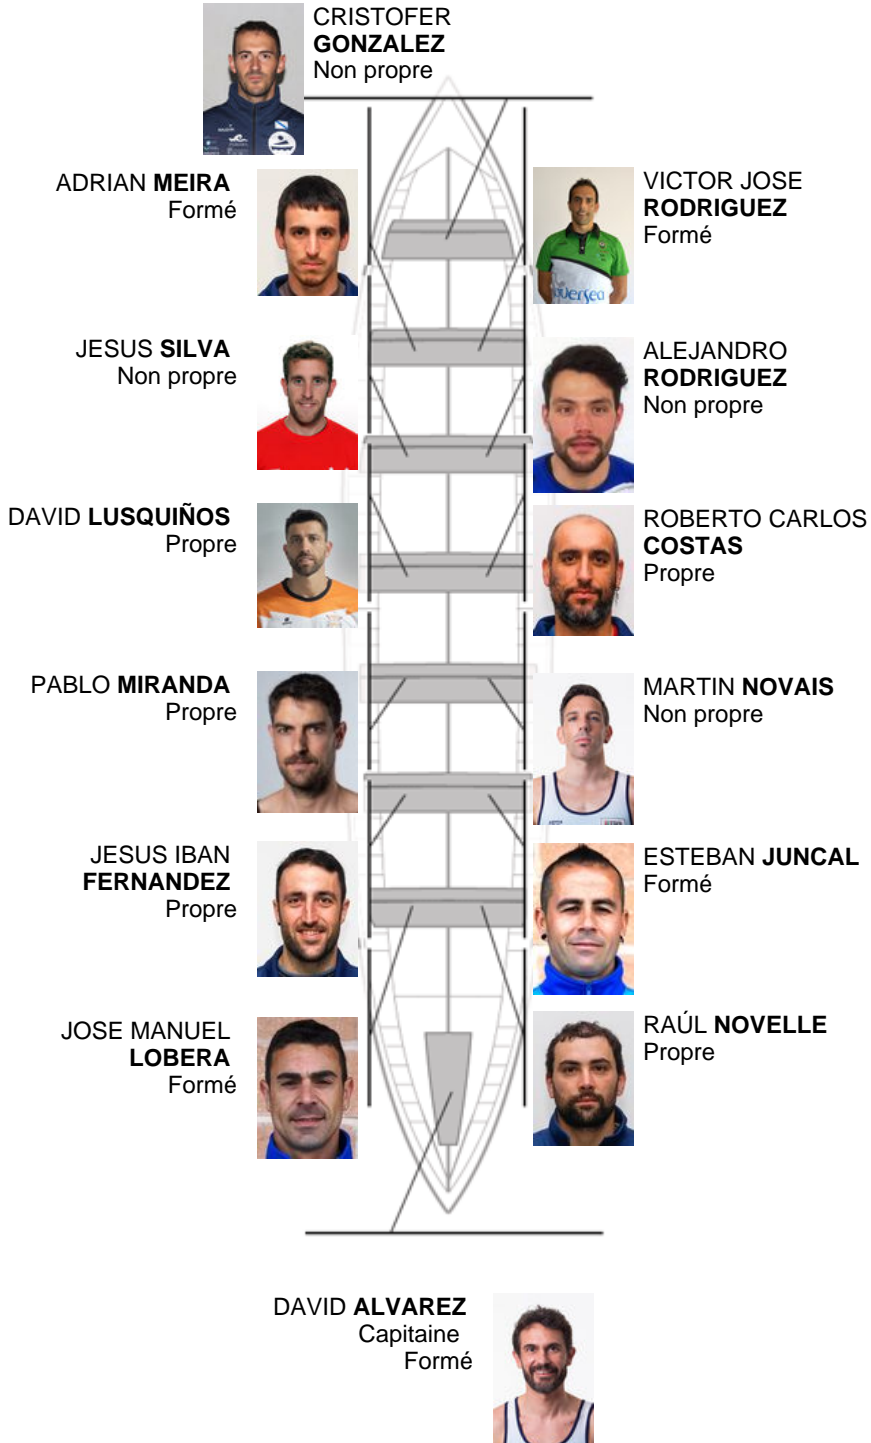 CRISTOFER
GONZALEZ
Non propre
ADRIAN MEIRA
Formé
VICTOR JOSE
RODRIGUEZ
Formé
JESUS SILVA
Non propre
ALEJANDRO
RODRIGUEZ
Non propre
DAVID LUSQUIÑOS
Propre
ROBERTO CARLOS
COSTAS
Propre
PABLO MIRANDA
Propre
MARTIN NOVAIS
Non propre
JESUS IBAN
FERNANDEZ
Propre
ESTEBAN JUNCAL
Formé
JOSE MANUEL
LOBERA
Formé
RAÚL NOVELLE
Propre
DAVID ALVAREZ
Capitaine
Formé